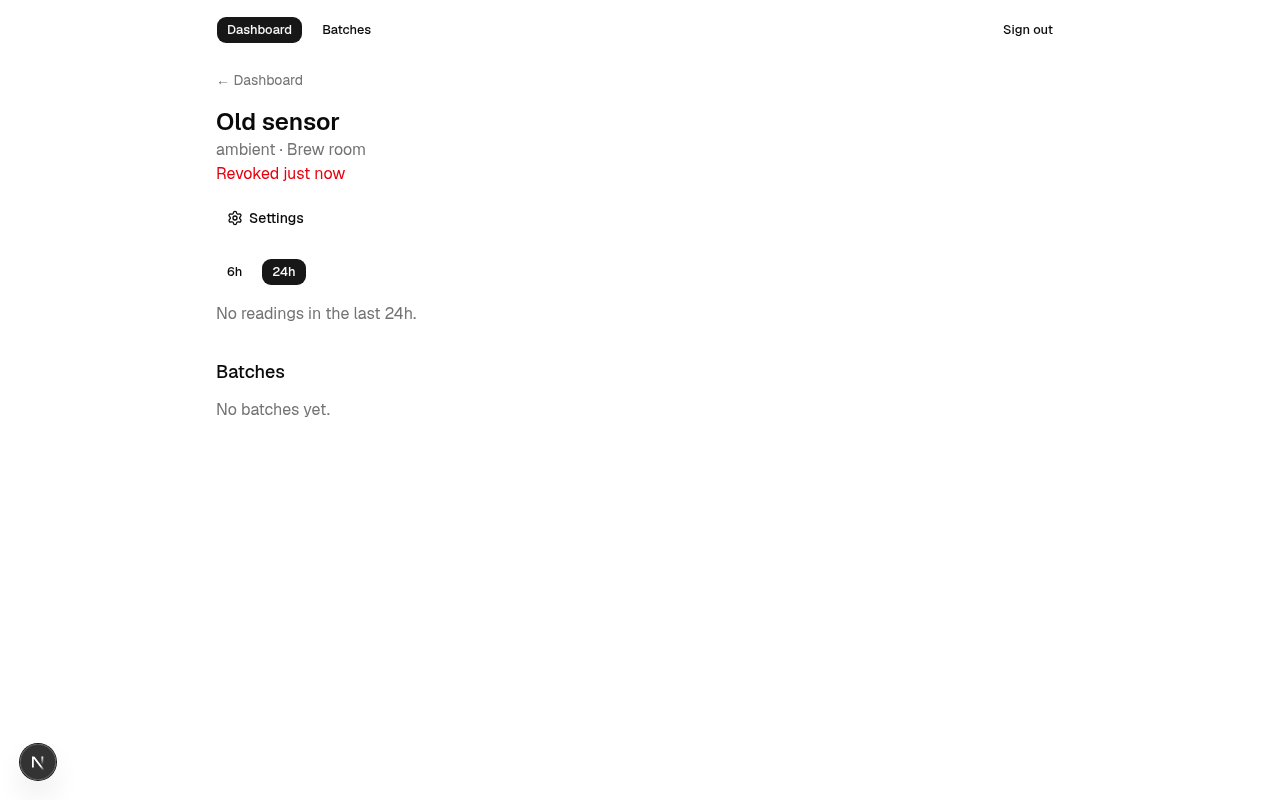 Dashboard Batches Sign out
← Dashboard
Old sensor
ambient · Brew room
Revoked just now
Settings
6h 24h
No readings in the last 24h.
Batches
No batches yet.
N